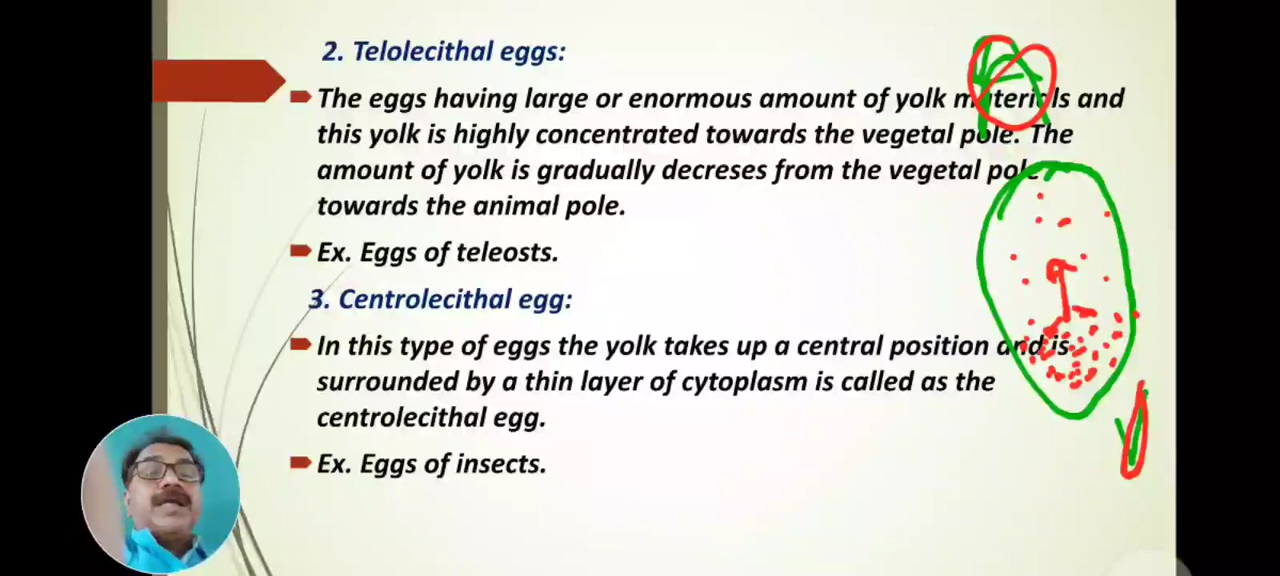 2. Telolecithal eggs:
The eggs having large or enormous amount of yolk materials and
this yolk is highly concentrated towards the vegetal pole. The
amount of yolk is gradually decreses from the vegetal pole
towards the animal pole.
Ex. Eggs of teleosts.
3. Centrolecithal egg:
In this type of eggs the yolk takes up a central position and is
surrounded by a thin layer of cytoplasm is called as the
centrolecithal egg.
Ex. Eggs of insects.